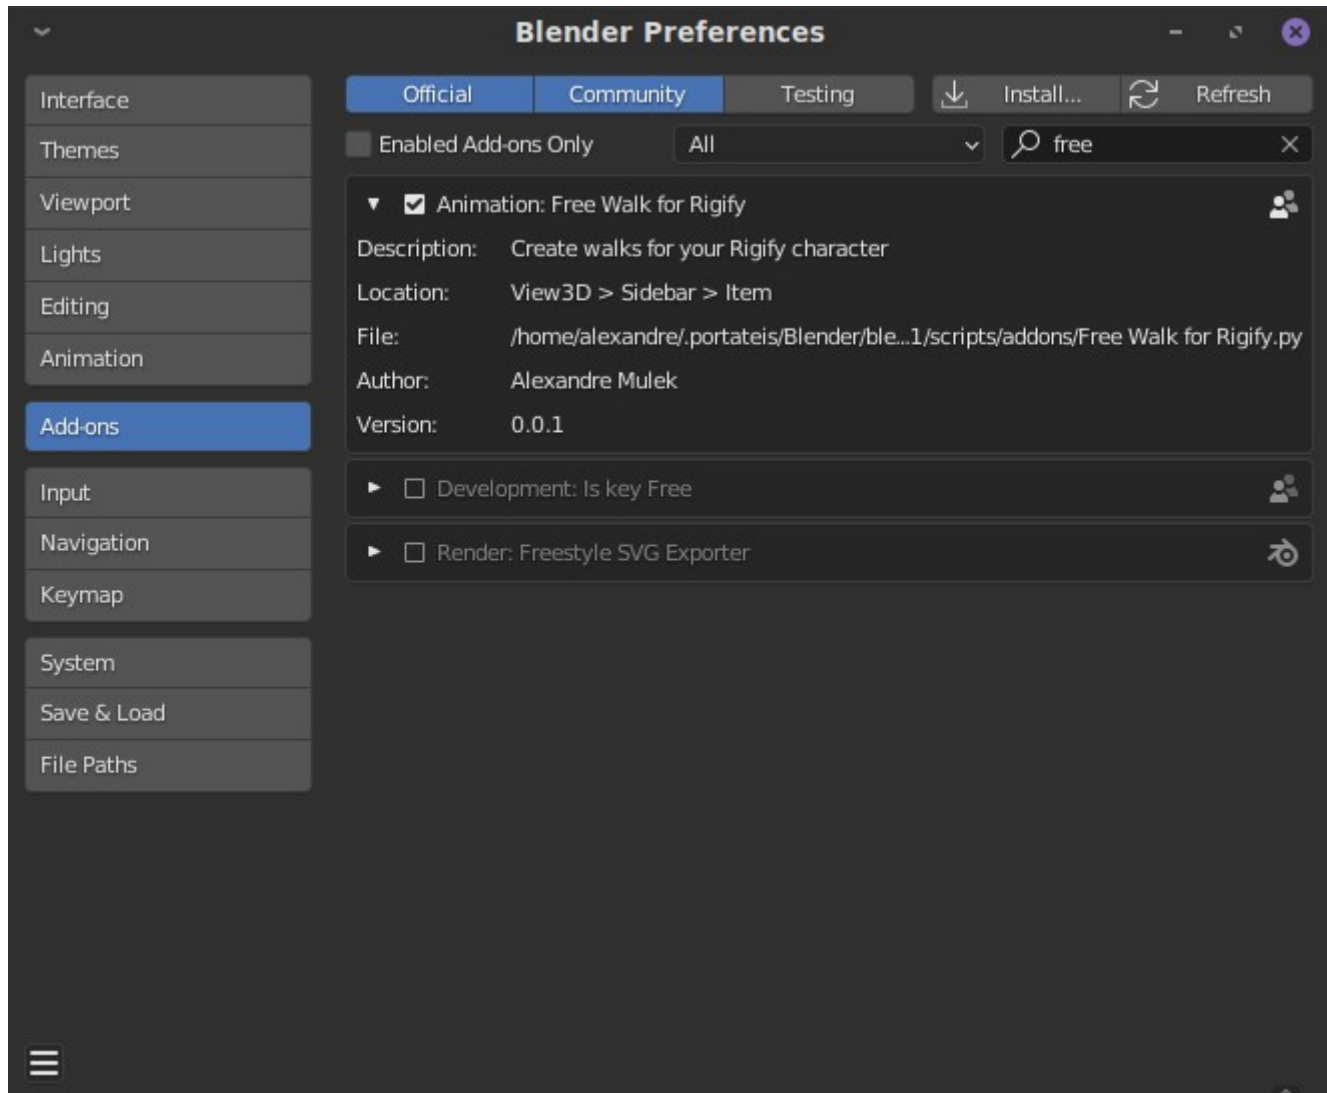 Blender Preferences
Interface
Themes
Viewport
Lights
Editing
Animation
Add-ons
Input
Navigation
Keymap
System
Save & Load
File Paths
Official Community Testing Install... Refresh
Enabled Add-ons Only All free
Animation: Free Walk for Rigify
Description: Create walks for your Rigify character
Location: View3D > Sidebar > Item
File: /home/alexandre/.portateis/Blender/ble...1/scripts/addons/Free Walk for Rigify.py
Author: Alexandre Mulek
Version: 0.0.1
Development: Is key Free
Render: Freestyle SVG Exporter